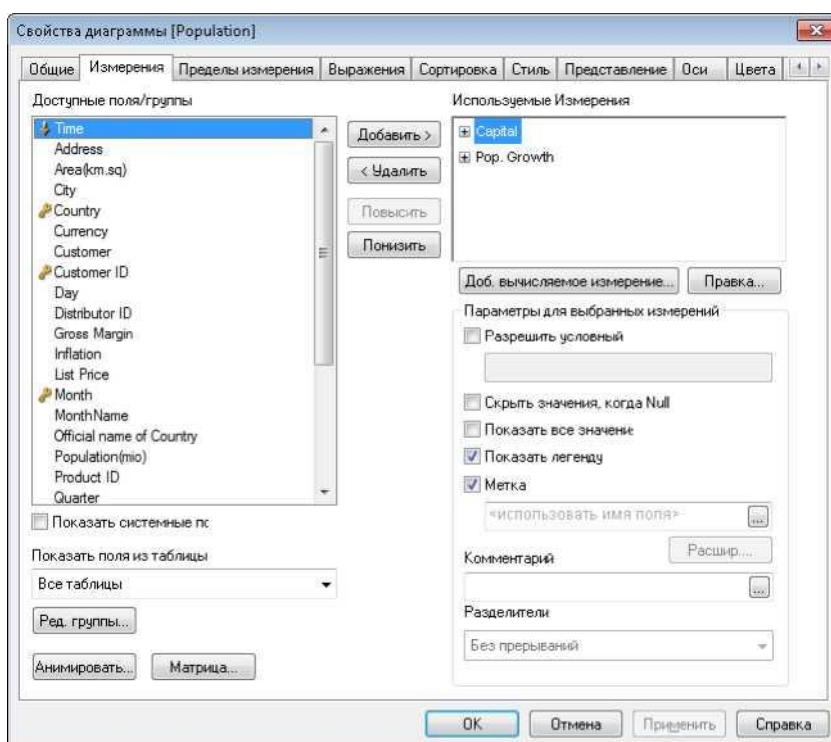 Свойства диаграммы [Population]
Общие Измерения Пределы измерения Выражения Сортировка Стиль Представление Оси Цвета
Доступные поля/группы
Time
Address
Area(km.sq)
City
Country
Currency
Customer
Customer ID
Day
Distributor ID
Gross Margin
Inflation
List Price
Month
MonthName
Official name of Country
Population(mio)
Product ID
Quarter
Показать системные по
Показать поля из таблицы
Все таблицы
Ред. группы...
Анимировать... Матрица...
Добавить >
< Удалить
Повысить
Понизить
Используемые Измерения
Capital
Pop. Growth
Доб. вычисляемое измерение... Правка...
Параметры для выбранных измерений
Разрешить условный
Скрыть значения, когда Null
Показать все значение
Показать легенду
Метка
<использовать имя поля>
...
Расшир....
Комментарий
...
Разделители
Без прерываний
OK Отмена Применить Справка